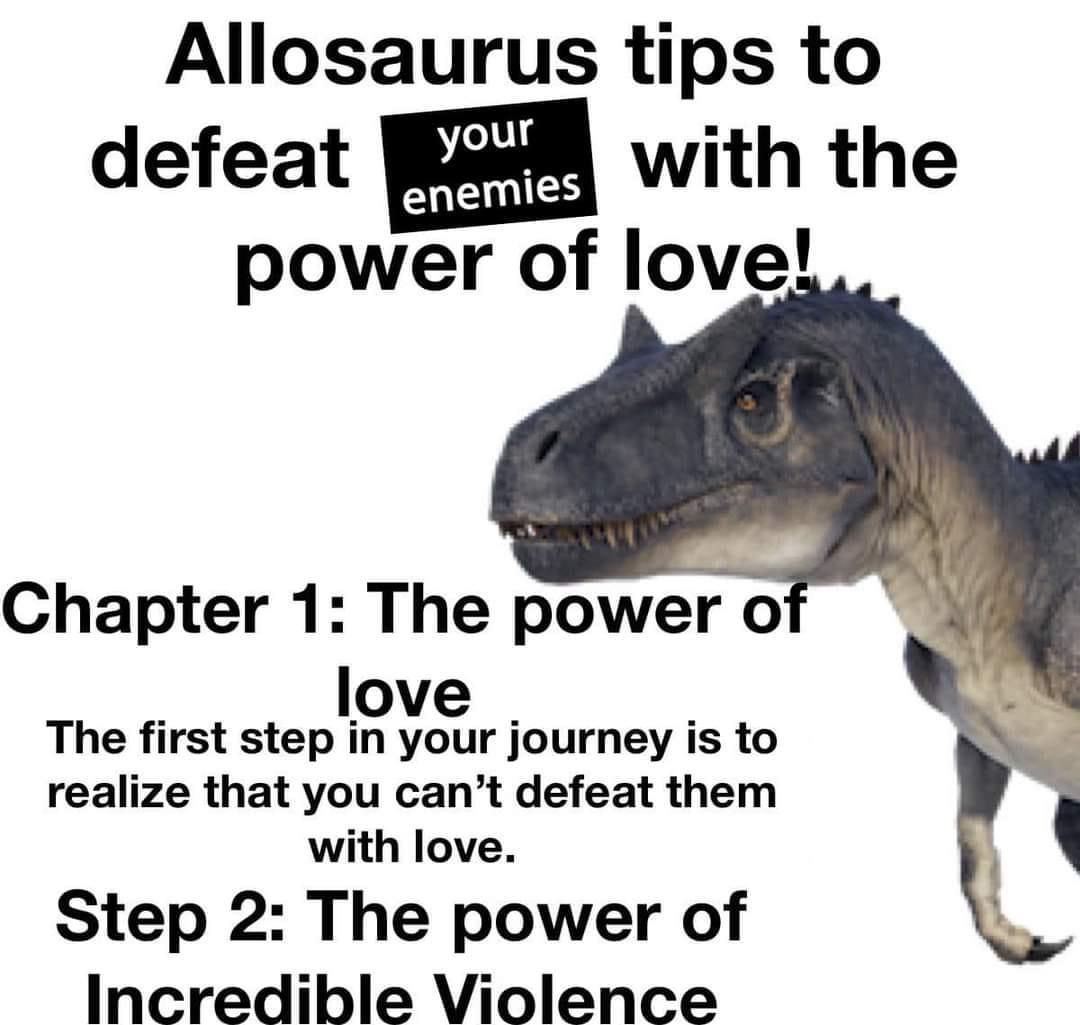 Allosaurus tips to
defeat your enemies with the
power of love!
Chapter 1: The power of
love
The first step in your journey is to
realize that you can’t defeat them
with love.
Step 2: The power of
Incredible Violence